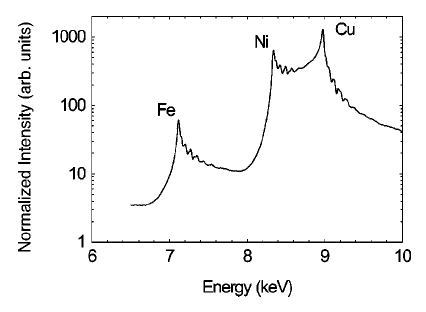 Normalized Intensity (arb. units)
1000
100
10
1
Fe
Ni
Cu
6
7
8
9
10
Energy (keV)